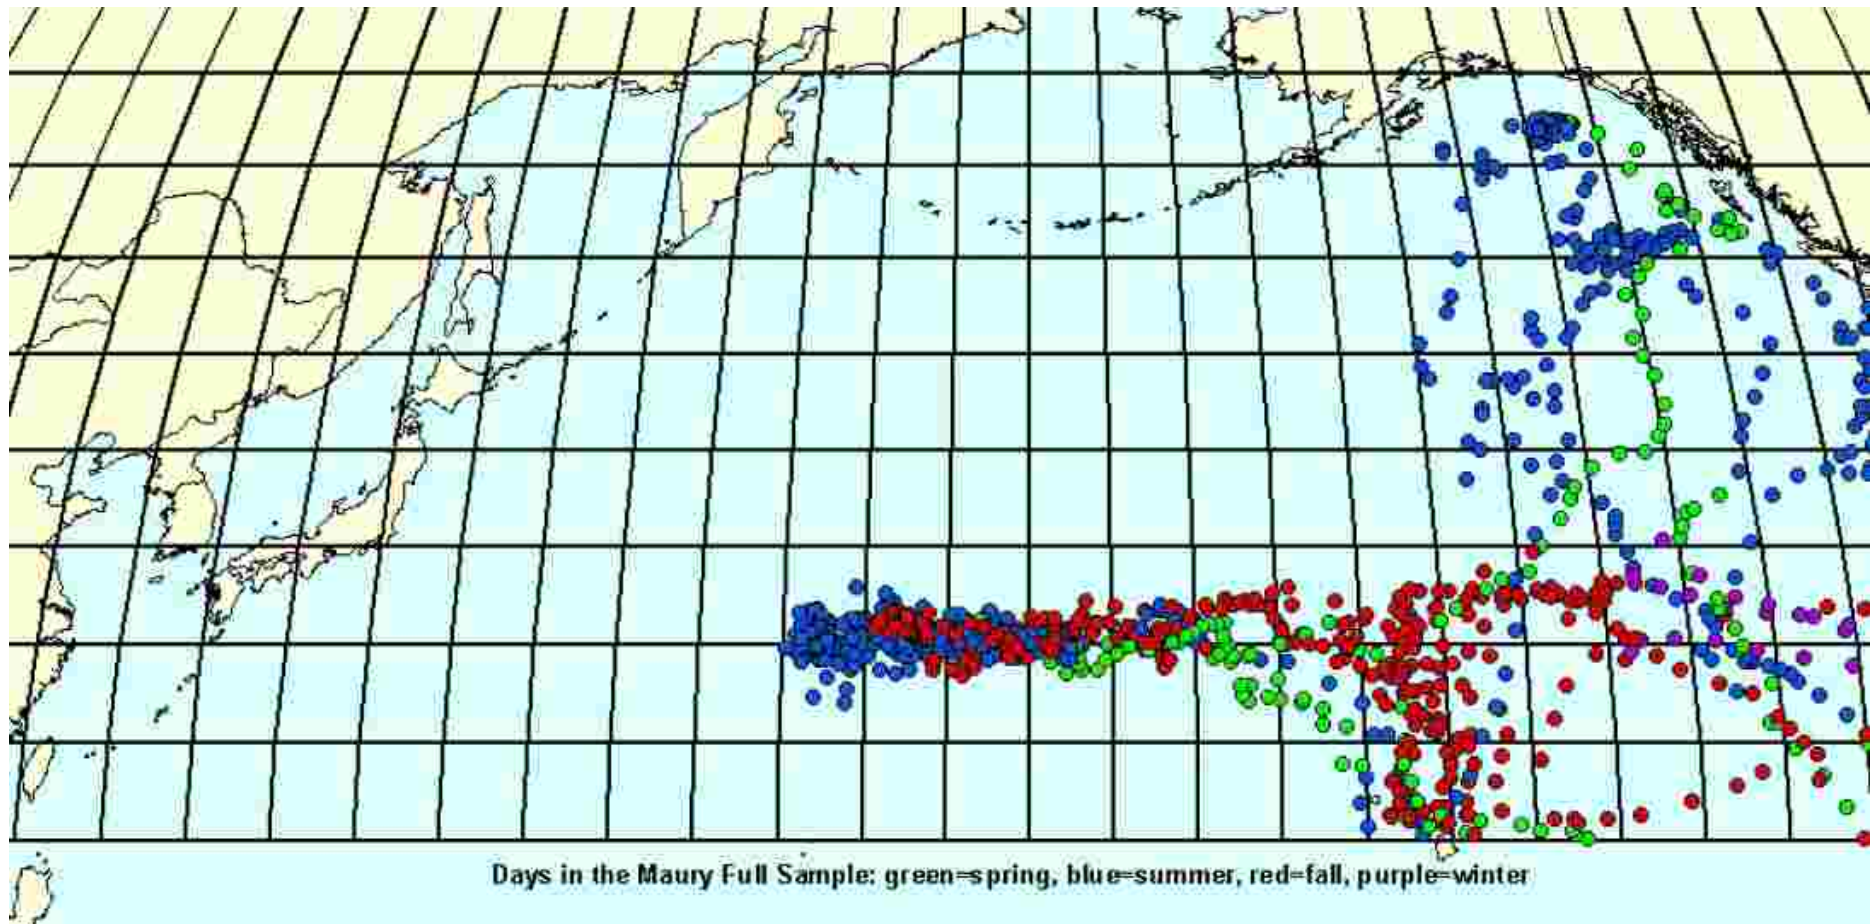 Days in the Maury Full Sample: green=spring, blue=summer, red=fall, purple=winter